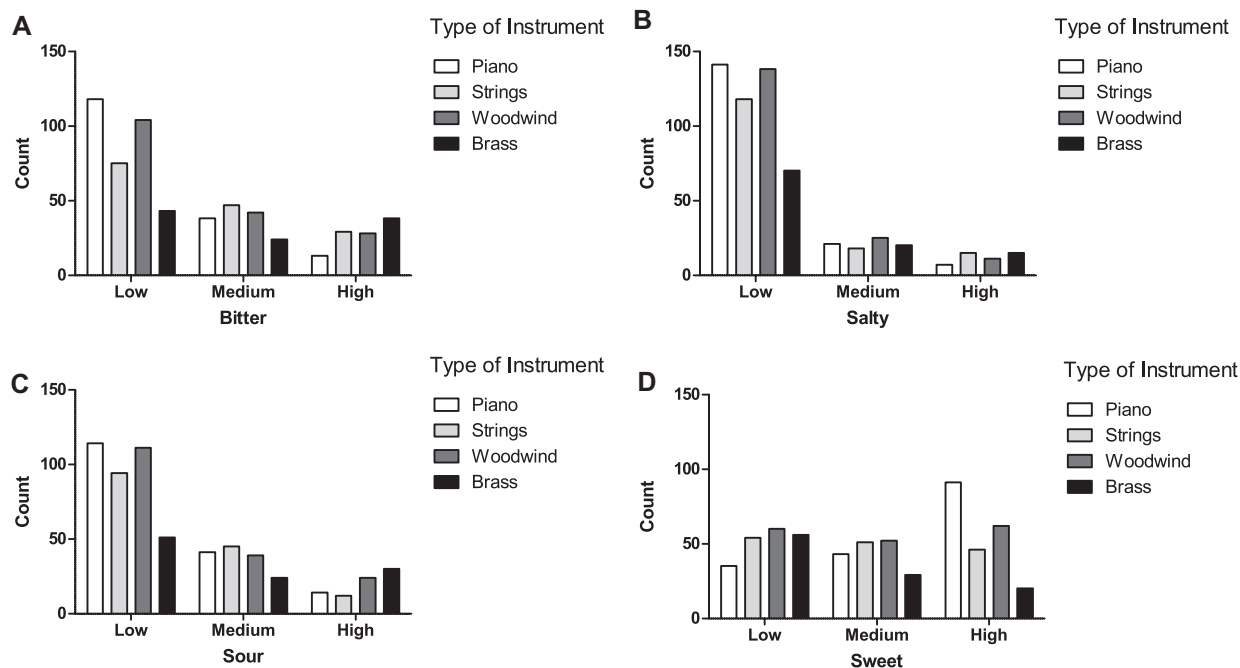 A
Type of Instrument
Piano
Strings
Woodwind
Brass
150
100
50
0
Count
Low Medium High
Bitter
B
Type of Instrument
Piano
Strings
Woodwind
Brass
150
100
50
0
Count
Low Medium High
Salty
C
Type of Instrument
Piano
Strings
Woodwind
Brass
150
100
50
0
Count
Low Medium High
Sour
D
Type of Instrument
Piano
Strings
Woodwind
Brass
150
100
50
0
Count
Low Medium High
Sweet